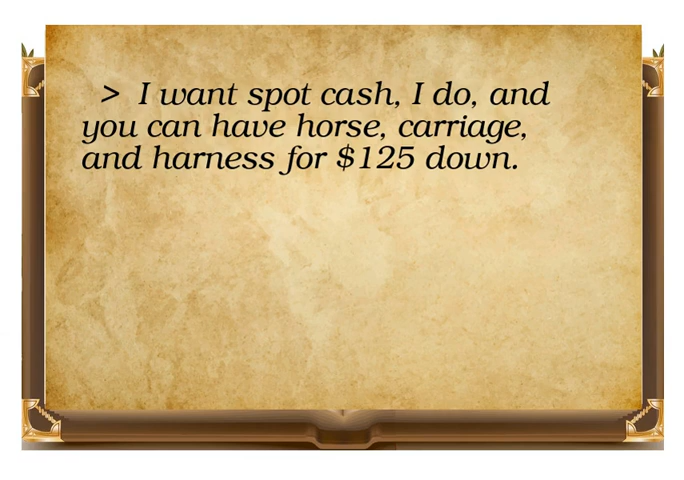 > I want spot cash, I do, and
you can have horse, carriage,
and harness for $125 down.